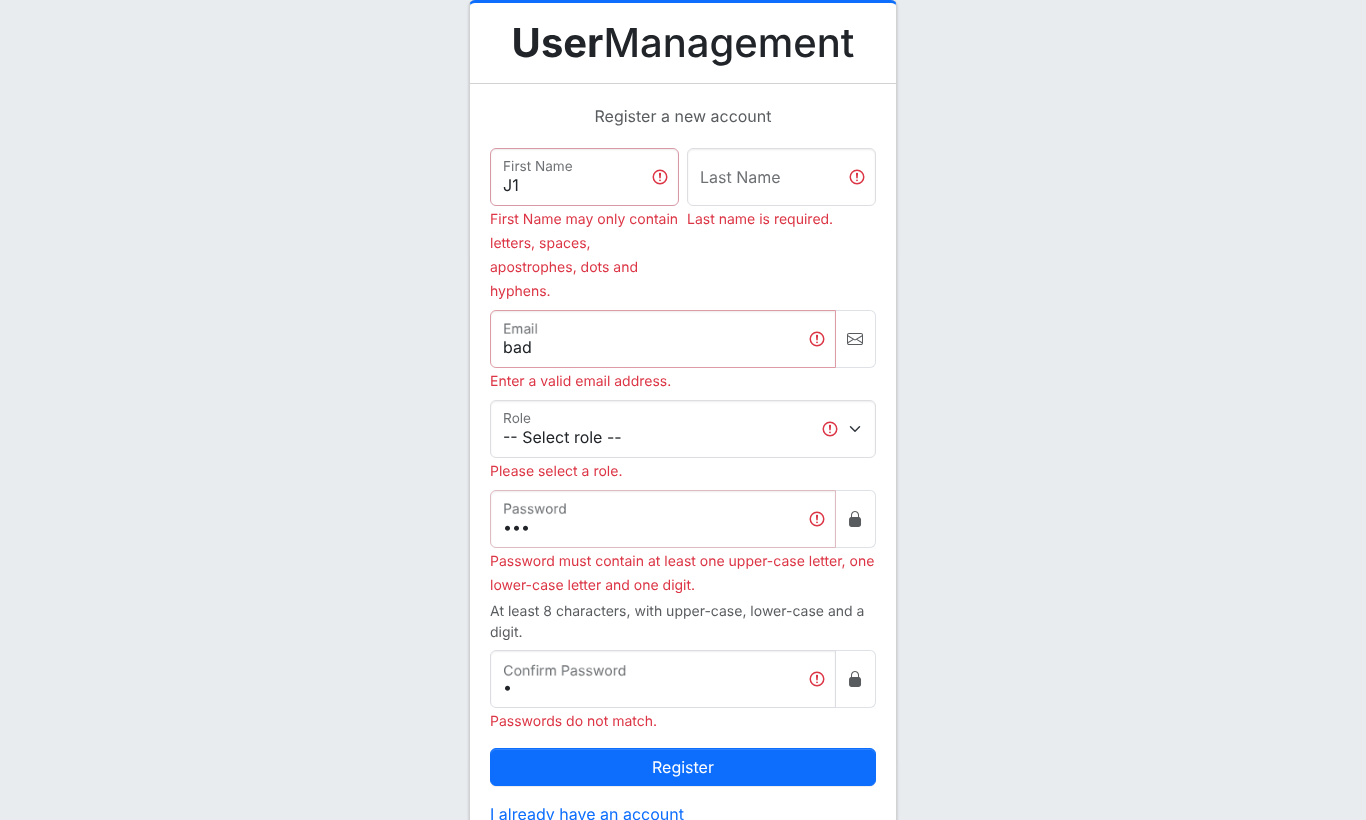 UserManagement
Register a new account
First Name
J1
Last Name
First Name may only contain
letters, spaces,
apostrophes, dots and
hyphens.
Last name is required.
Email
bad
Enter a valid email address.
Role
-- Select role --
Please select a role.
Password
•••
Password must contain at least one upper-case letter, one
lower-case letter and one digit.
At least 8 characters, with upper-case, lower-case and a
digit.
Confirm Password
•
Passwords do not match.
Register
I already have an account